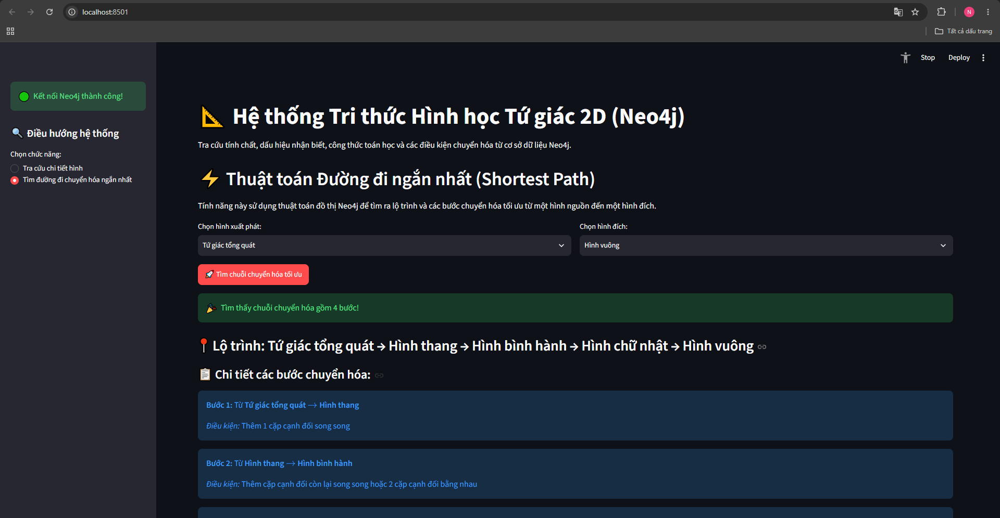 localhost:8501
N
Tất cả dấu trang
Stop
Deploy
Kết nối Neo4j thành công!
Điều hướng hệ thống
Chọn chức năng:
Tra cứu chi tiết hình
Tìm đường đi chuyển hóa ngắn nhất
Hệ thống Tri thức Hình học Tứ giác 2D (Neo4j)
Tra cứu tính chất, dấu hiệu nhận biết, công thức toán học và các điều kiện chuyển hóa từ cơ sở dữ liệu Neo4j.
Thuật toán Đường đi ngắn nhất (Shortest Path)
Tính năng này sử dụng thuật toán đồ thị Neo4j để tìm ra lộ trình và các bước chuyển hóa tối ưu từ một hình nguồn đến một hình đích.
Chọn hình xuất phát:
Tứ giác tổng quát
Chọn hình đích:
Hình vuông
Tìm chuỗi chuyển hóa tối ưu
Tìm thấy chuỗi chuyển hóa gồm 4 bước!
Lộ trình: Tứ giác tổng quát → Hình thang → Hình bình hành → Hình chữ nhật → Hình vuông
Chi tiết các bước chuyển hóa:
Bước 1: Từ Tứ giác tổng quát → Hình thang
Điều kiện: Thêm 1 cặp cạnh đối song song
Bước 2: Từ Hình thang → Hình bình hành
Điều kiện: Thêm cặp cạnh đối còn lại song song hoặc 2 cặp cạnh đối bằng nhau